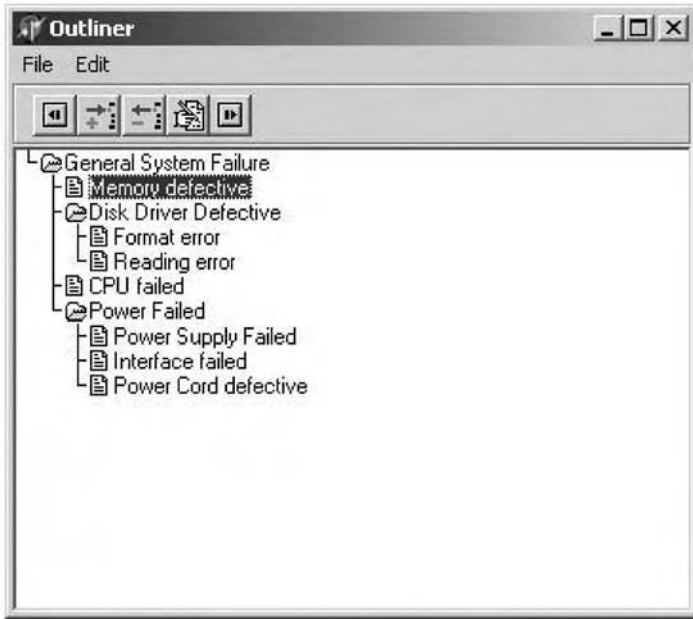 Outliner
File Edit
General System Failure
Memory defective
Disk Driver Defective
Format error
Reading error
CPU failed
Power Failed
Power Supply Failed
Interface failed
Power Cord defective